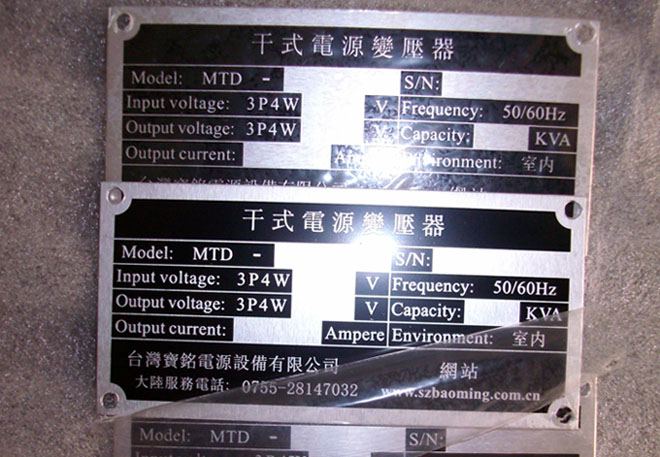 干式電源變壓器
Model: MTD - S/N:
Input voltage: 3P4W V Frequency: 50/60Hz
Output voltage: 3P4W V Capacity: KVA
Output current: Environment: 室内
干式電源變壓器
Model: MTD - S/N:
Input voltage: 3P4W V Frequency: 50/60Hz
Output voltage: 3P4W V Capacity: KVA
Output current: Ampere Environment: 室内
台灣寶銘電源設備有限公司 網站
大陸服務電話: 0755-28147032 www.szbaoming.com.cn
Model: MTD - S/N: